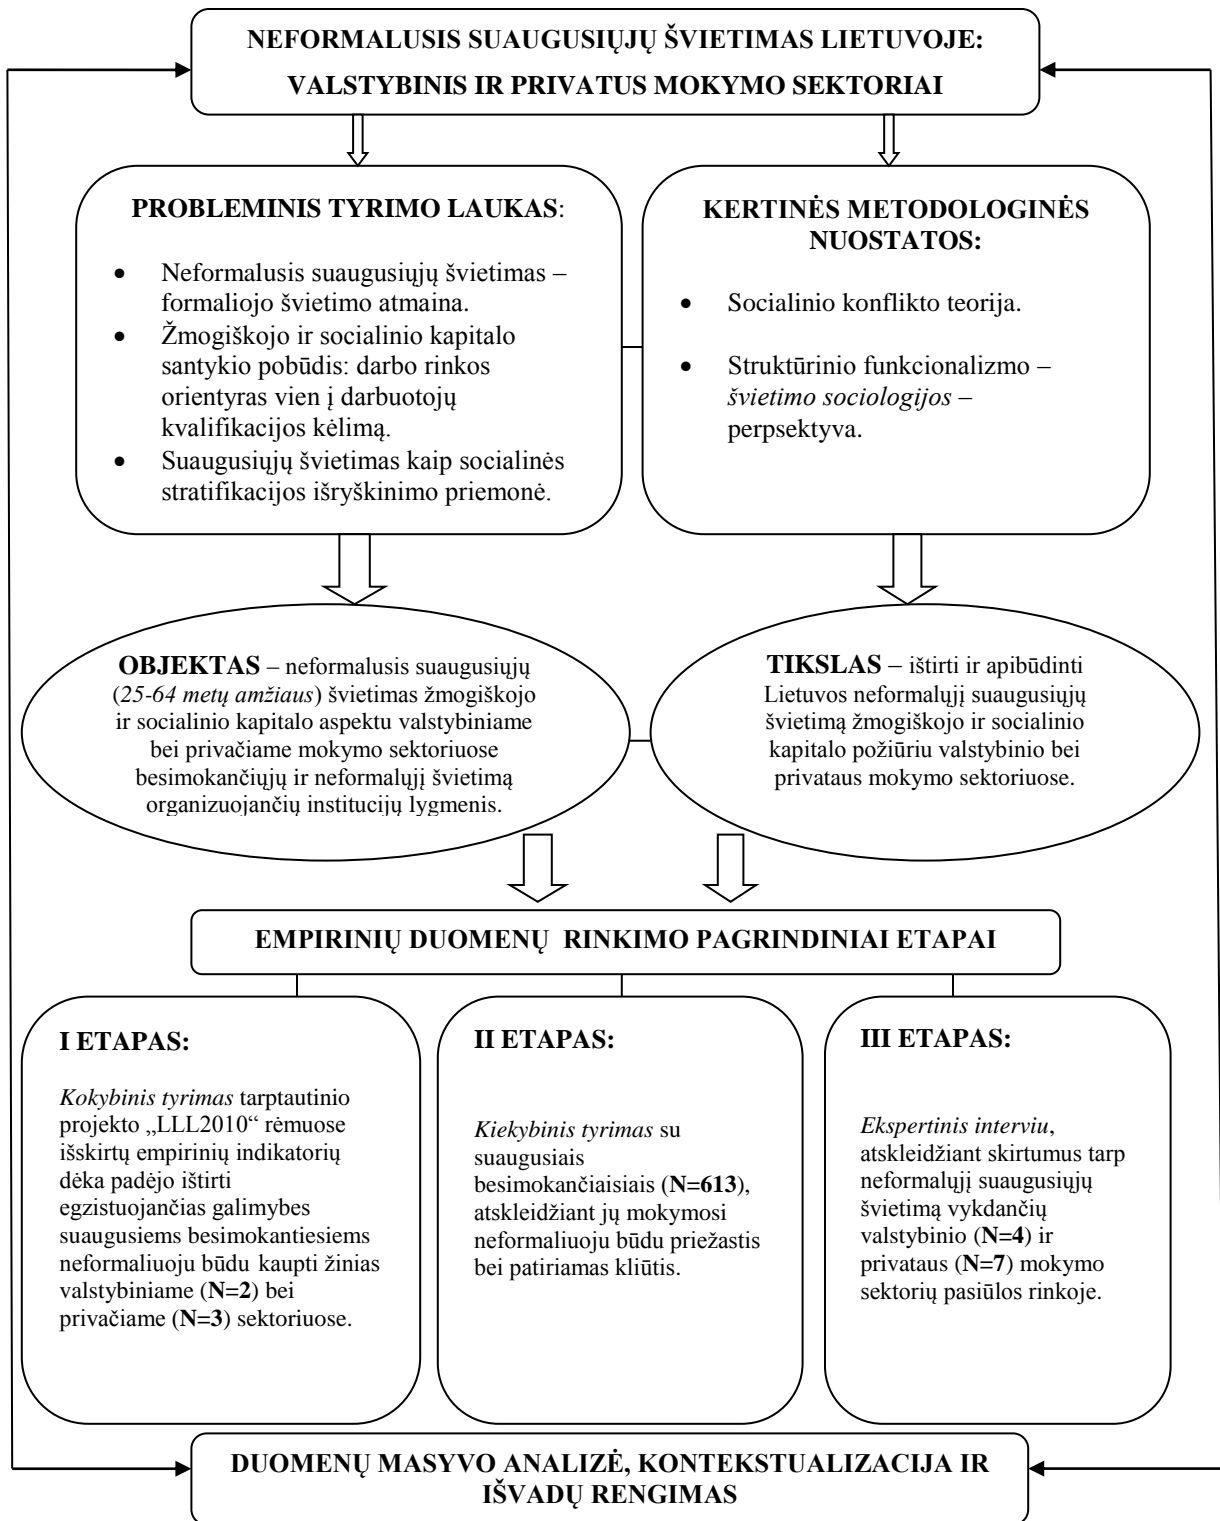 NEFORMALUSIS SUAUGUSIŲJŲ ŠVIETIMAS LIETUVOJE:
VALSTYBINIS IR PRIVATUS MOKYMO SEKTORIAI
PROBLEMINIS TYRIMO LAUKAS:
• Neformalusis suaugusiųjų švietimas –
formaliojo švietimo atmaina.
• Žmogiškojo ir socialinio kapitalo
santykio pobūdis: darbo rinkos
orientyras vien į darbuotojų
kvalifikacijos kėlimą.
• Suaugusiųjų švietimas kaip socialinės
stratifikacijos išryškinimo priemonė.
KERTINĖS METODOLOGINĖS
NUOSTATOS:
• Socialinio konflikto teorija.
• Struktūrinio funkcionalizmo –
švietimo sociologijos –
perpsektyva.
OBJEKTAS – neformalusis suaugusiųjų
(25-64 metų amžiaus) švietimas žmogiškojo
ir socialinio kapitalo aspektu valstybiniame
bei privačiame mokymo sektoriuose
besimokančiųjų ir neformalųjį švietimą
organizuojančių institucijų lygmenis.
TIKSLAS – ištirti ir apibūdinti
Lietuvos neformalųjį suaugusiųjų
švietimą žmogiškojo ir socialinio
kapitalo požiūriu valstybinio bei
privataus mokymo sektoriuose.
EMPIRINIŲ DUOMENŲ RINKIMO PAGRINDINIAI ETAPAI
I ETAPAS:
Kokybinis tyrimas tarptautinio
projekto „LLL2010“ rėmuose
išskirtų empirinių indikatorių
dėka padėjo ištirti
egzistuojančias galimybes
suaugusiems besimokantiesiems
neformaliuoju būdu kaupti žinias
valstybiniame (N=2) bei
privačiame (N=3) sektoriuose.
II ETAPAS:
Kiekybinis tyrimas su
suaugusiais
besimokančiaisiais (N=613),
atskleidžiant jų mokymosi
neformaliuoju būdu priežastis
bei patiriamas kliūtis.
III ETAPAS:
Ekspertinis interviu,
atskleidžiant skirtumus tarp
neformalųjį suaugusiųjų
švietimą vykdančių
valstybinio (N=4) ir
privataus (N=7) mokymo
sektorių pasiūlos rinkoje.
DUOMENŲ MASYVO ANALIZĖ, KONTEKSTUALIZACIJA IR
IŠVADŲ RENGIMAS